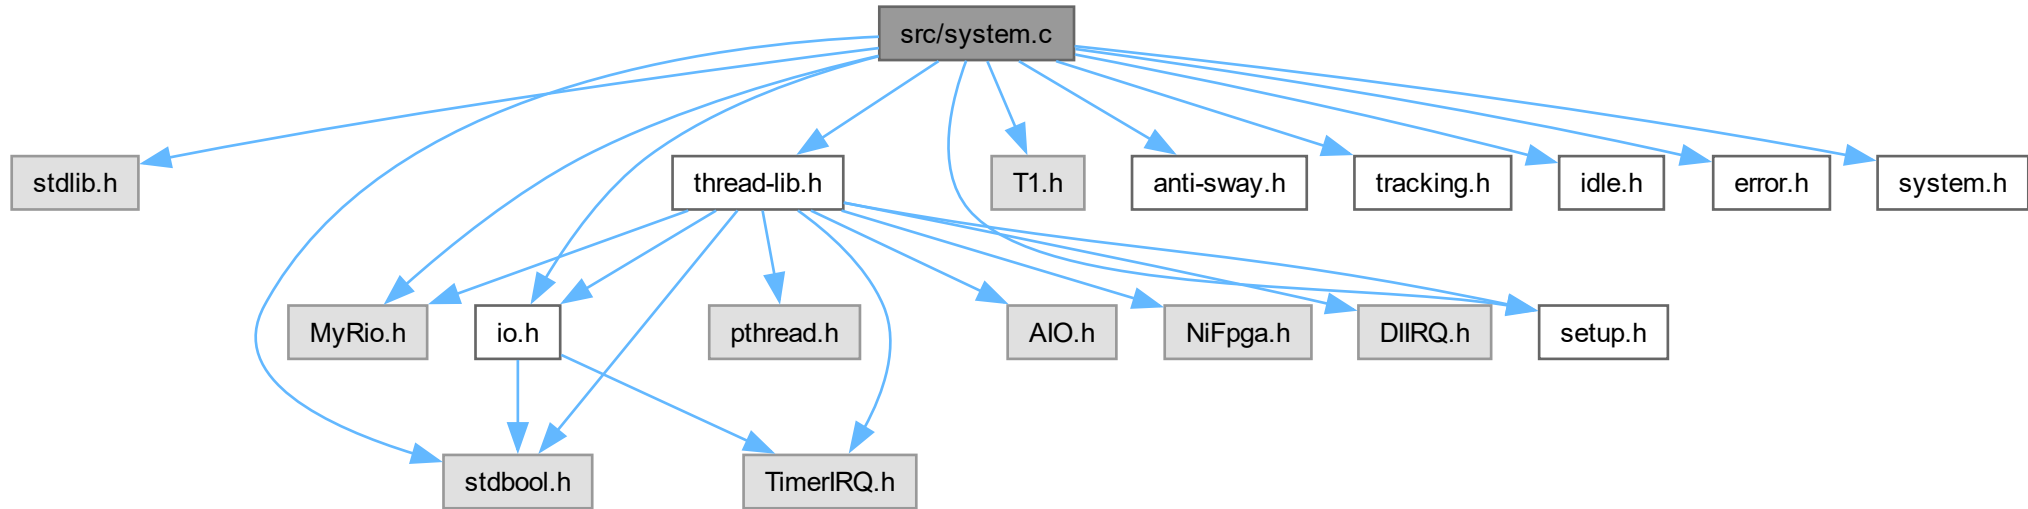 src/system.c
stdlib.h
thread-lib.h
T1.h
anti-sway.h
tracking.h
idle.h
error.h
system.h
MyRio.h
io.h
pthread.h
AIO.h
NiFpga.h
DIIRQ.h
setup.h
stdbool.h
TimerIRQ.h